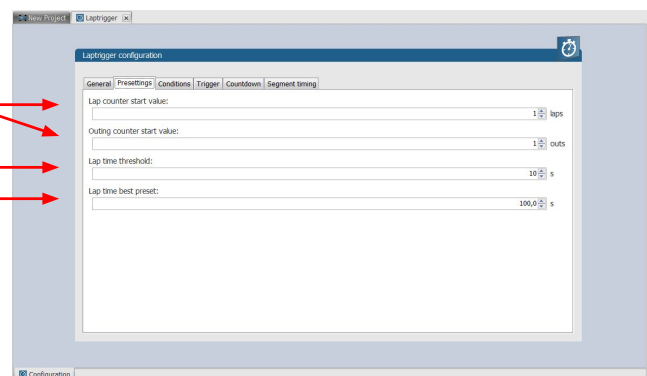 New Project Laptrigger
Laptrigger configuration
General Presettings Conditions Trigger Countdown Segment timing
Lap counter start value:
1 laps
Outing counter start value:
1 outs
Lap time threshold:
10 s
Lap time best preset:
100,0 s
Configuration